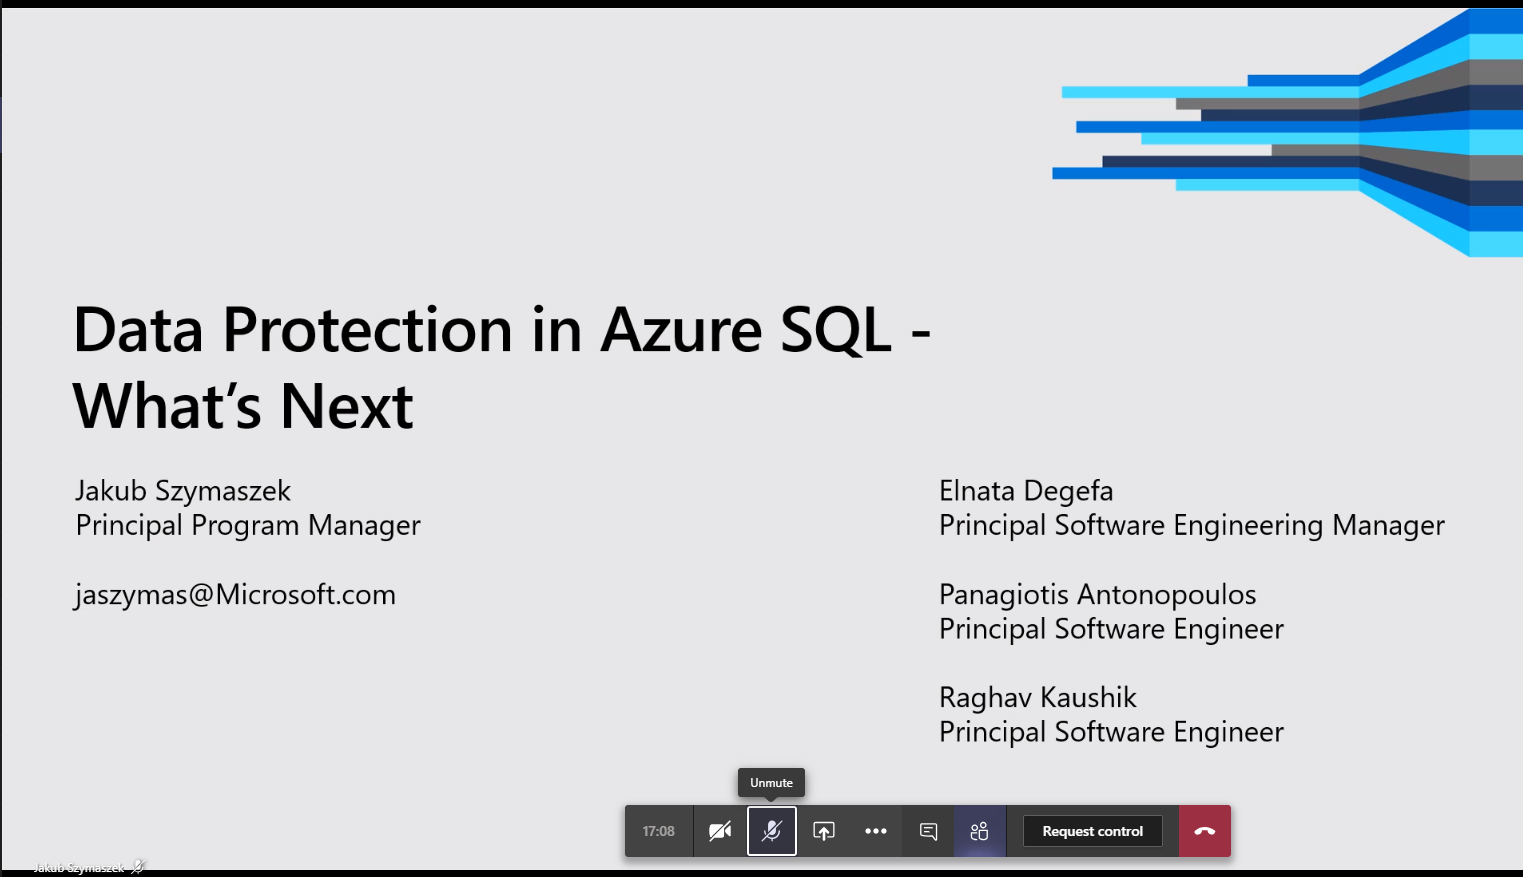 Data Protection in Azure SQL -
What’s Next
Jakub Szymaszek
Principal Program Manager
jaszymas@Microsoft.com
Elnata Degefa
Principal Software Engineering Manager
Panagiotis Antonopoulos
Principal Software Engineer
Raghav Kaushik
Principal Software Engineer
Unmute
17:08
Request control
Jakub Szymaszek